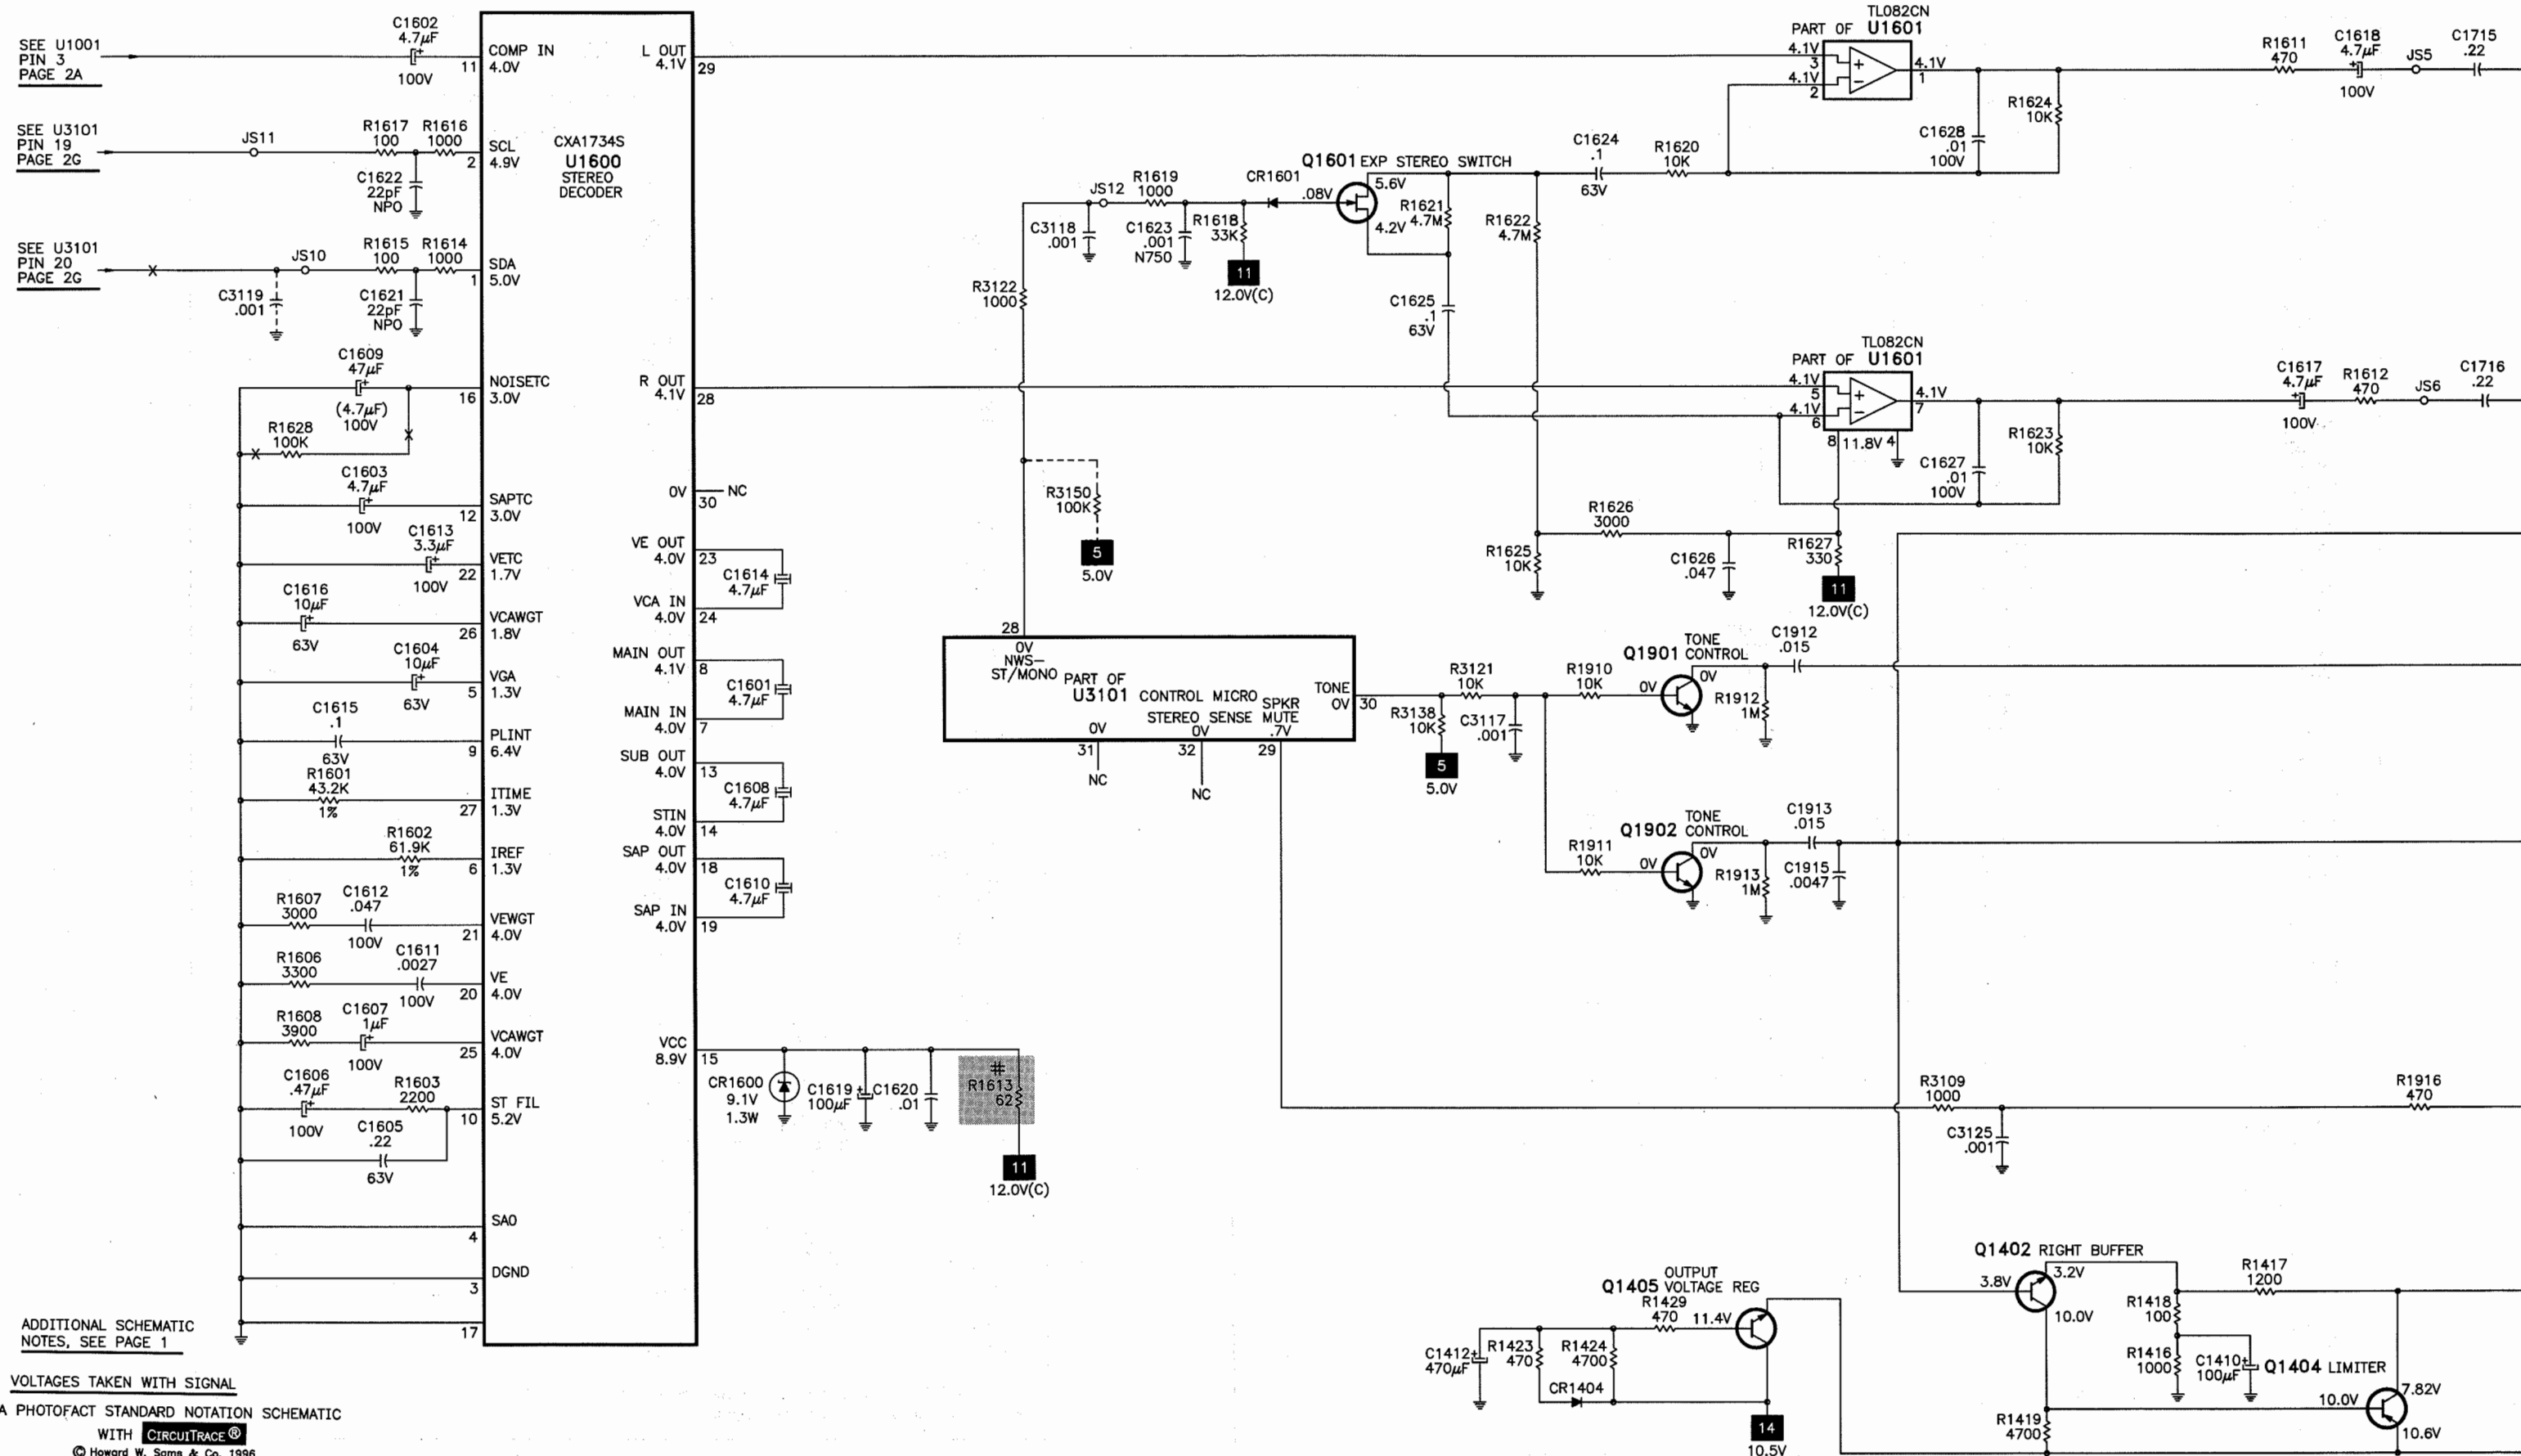 SEE U1001
PIN 3
PAGE 2A
C1602
4.7µF
100V
11
COMP IN
4.0V
SEE U3101
PIN 19
PAGE 2G
JS11
R1617
100
R1616
1000
C1622
22pF
NPO
2
SCL
4.9V
SEE U3101
PIN 20
PAGE 2G
C3119
.001
JS10
R1615
100
R1614
1000
C1621
22pF
NPO
1
SDA
5.0V
CXA1734S
U1600
STEREO
DECODER
C1609
47µF
(4.7µF)
100V
R1628
100K
16
NOISETC
3.0V
C1603
4.7µF
100V
12
SAPTC
3.0V
C1613
3.3µF
100V
22
VETC
1.7V
C1616
10µF
63V
26
VCAWGT
1.8V
C1604
10µF
63V
5
VGA
1.3V
C1615
.1
63V
9
PLINT
6.4V
R1601
43.2K
1%
27
ITIME
1.3V
R1602
61.9K
1%
6
IREF
1.3V
R1607
3000
C1612
.047
100V
21
VEWGT
4.0V
R1606
3300
C1611
.0027
100V
20
VE
4.0V
R1608
3900
C1607
1µF
100V
25
VCAWGT
4.0V
C1606
.47µF
100V
R1603
2200
10
ST FIL
5.2V
C1605
.22
63V
4
SAO
3
DGND
17
L OUT
4.1V
29
R OUT
4.1V
28
0V
30
NC
VE OUT
4.0V
23
C1614
4.7µF
VCA IN
4.0V
24
MAIN OUT
4.1V
8
C1601
4.7µF
MAIN IN
4.0V
7
SUB OUT
4.0V
13
C1608
4.7µF
STIN
4.0V
14
SAP OUT
4.0V
18
C1610
4.7µF
SAP IN
4.0V
19
VCC
8.9V
15
CR1600
9.1V
1.3W
C1619
100µF
C1620
.01
#
R1613
62
11
12.0V(C)
TL082CN
PART OF U1601
4.1V
3
4.1V
2
4.1V
1
R1611
470
C1618
4.7µF
100V
JS5
C1715
.22
R1624
10K
C1628
.01
100V
C1624
.1
63V
R1620
10K
Q1601 EXP STEREO SWITCH
5.6V
.08V
4.2V
CR1601
R1619
1000
JS12
C3118
.001
C1623
.001
N750
R1618
33K
11
12.0V(C)
R1621
4.7M
R1622
4.7M
R3122
1000
C1625
.1
63V
TL082CN
PART OF U1601
4.1V
5
4.1V
6
4.1V
7
8
11.8V
4
C1617
4.7µF
100V
R1612
470
JS6
C1716
.22
R1623
10K
C1627
.01
100V
R3150
100K
5
5.0V
R1626
3000
R1625
10K
C1626
.047
R1627
330
11
12.0V(C)
28
0V
NWS-
ST/MONO
PART OF
U3101 CONTROL MICRO
STEREO SENSE
SPKR
MUTE
TONE
0V
30
0V
31
NC
0V
32
NC
.7V
29
R3121
10K
R3138
10K
5
5.0V
C3117
.001
R1910
10K
Q1901 TONE
CONTROL
0V
0V
C1912
.015
R1912
1M
R1911
10K
Q1902 TONE
CONTROL
0V
0V
C1913
.015
R1913
1M
C1915
.0047
R3109
1000
C3125
.001
R1916
470
Q1402 RIGHT BUFFER
3.8V
3.2V
10.0V
R1417
1200
R1418
100
R1416
1000
C1410
100µF
Q1404 LIMITER
10.0V
7.82V
10.6V
R1419
4700
Q1405 OUTPUT
VOLTAGE REG
R1429
470
11.4V
C1412
470µF
R1423
470
R1424
4700
CR1404
14
10.5V
ADDITIONAL SCHEMATIC
NOTES, SEE PAGE 1
VOLTAGES TAKEN WITH SIGNAL
A PHOTOFACT STANDARD NOTATION SCHEMATIC
WITH CIRCUITRACE®
© Howard W. Sams & Co. 1996